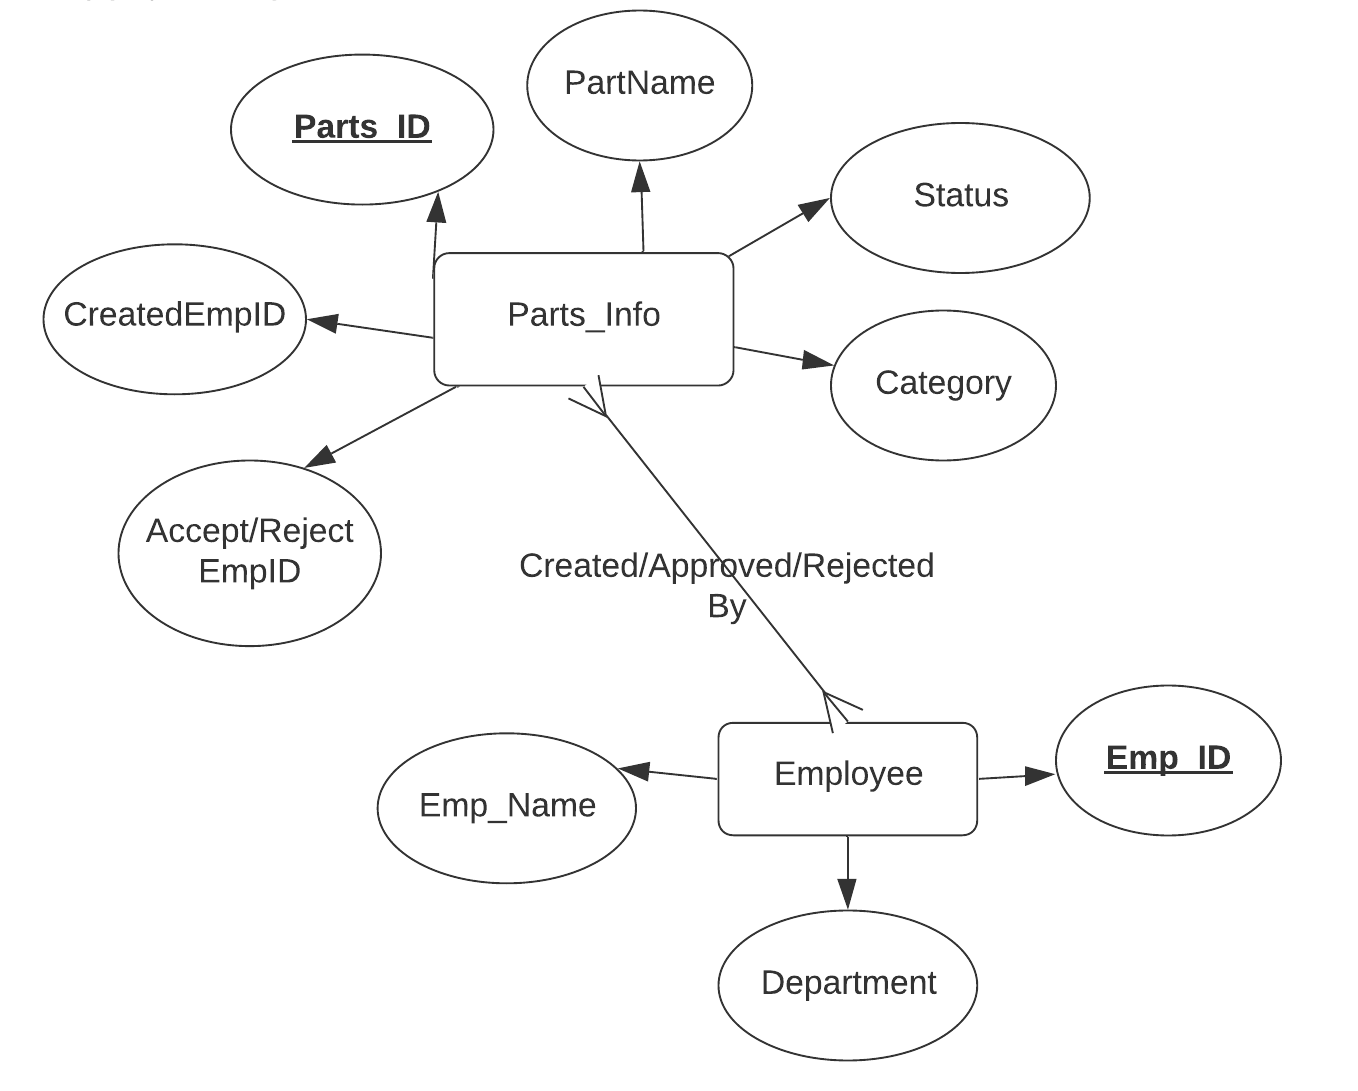 PartName
Parts_ID
Status
CreatedEmpID
Parts_Info
Category
Accept/Reject
EmpID
Created/Approved/Rejected
By
Emp_Name
Employee
Emp_ID
Department